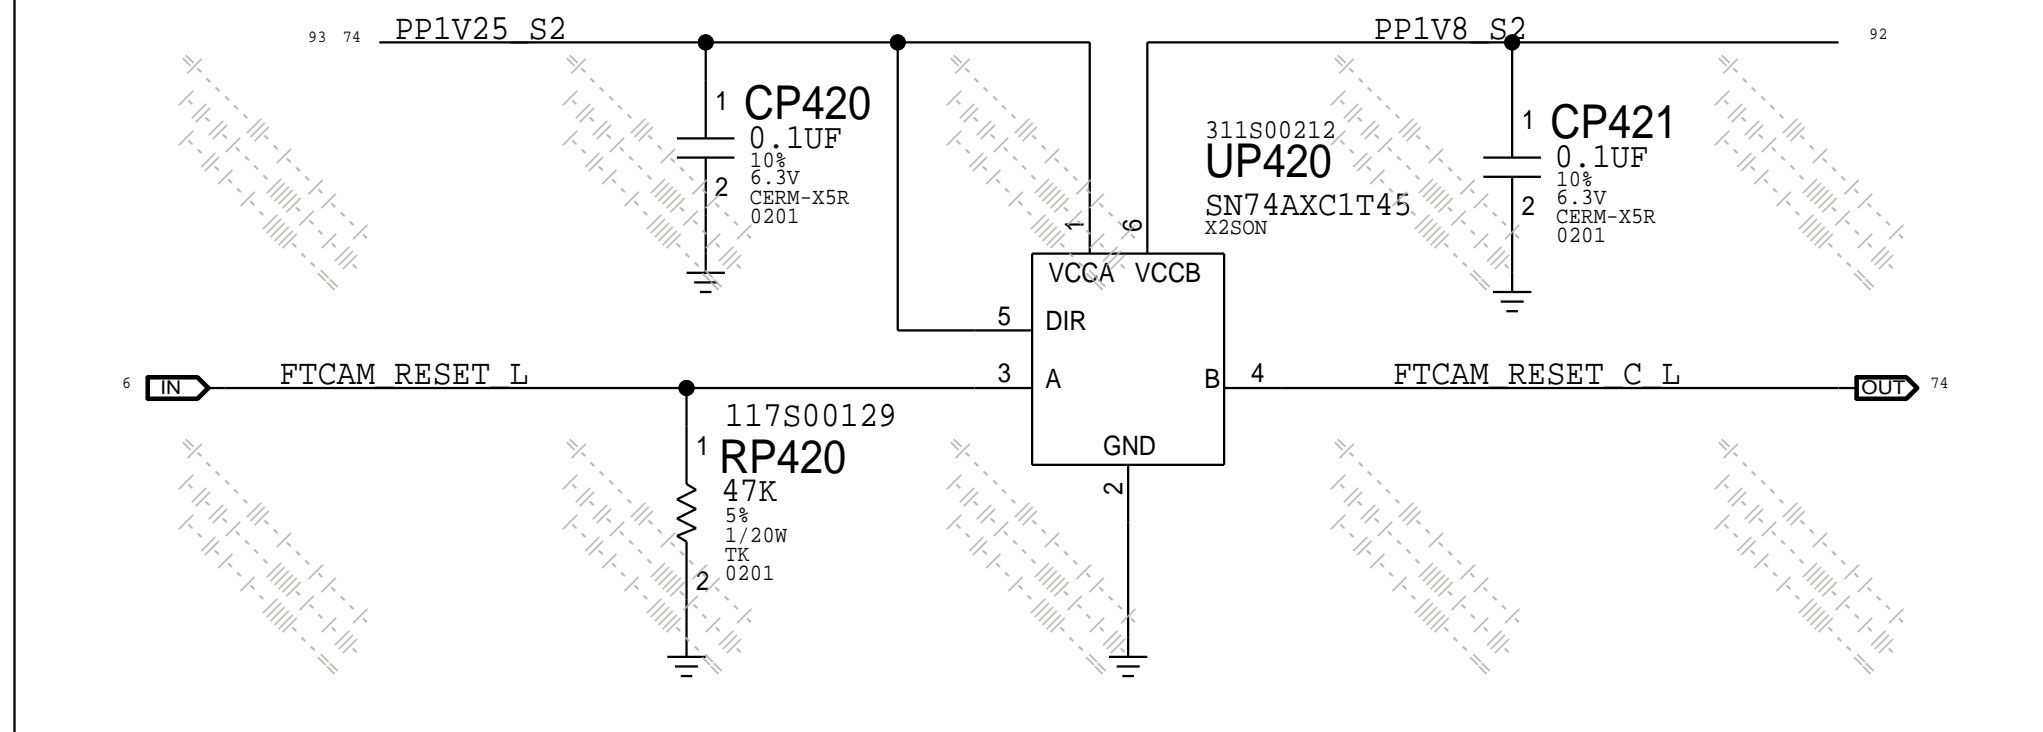 93 74 PP1V25_S2
PP1V8_S2 92
1 CP420
0.1UF
10%
6.3V
2
CERM-X5R
0201
311S00212
UP420
SN74AXC1T45
X2SON
1 CP421
0.1UF
10%
6.3V
2
CERM-X5R
0201
1 6
VCCA VCCB
5 DIR
6 IN FTCAM_RESET_L 3 A
B 4 FTCAM_RESET_C_L OUT 74
GND
2
117S00129
1 RP420
47K
5%
1/20W
TK
2 0201